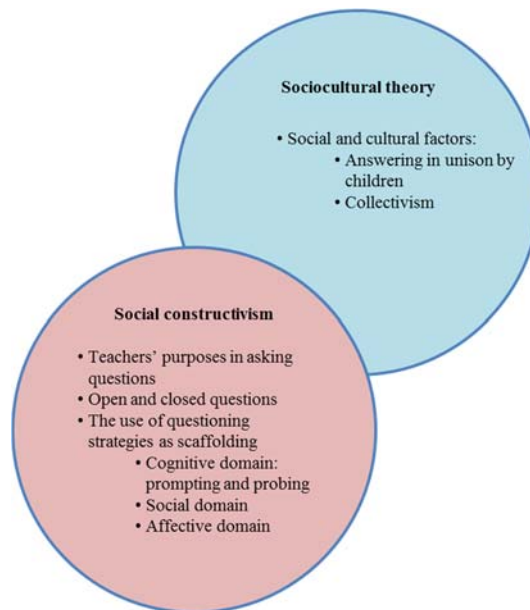 Sociocultural theory
• Social and cultural factors:
• Answering in unison by
children
• Collectivism
Social constructivism
• Teachers’ purposes in asking
questions
• Open and closed questions
• The use of questioning
strategies as scaffolding
• Cognitive domain:
prompting and probing
• Social domain
• Affective domain